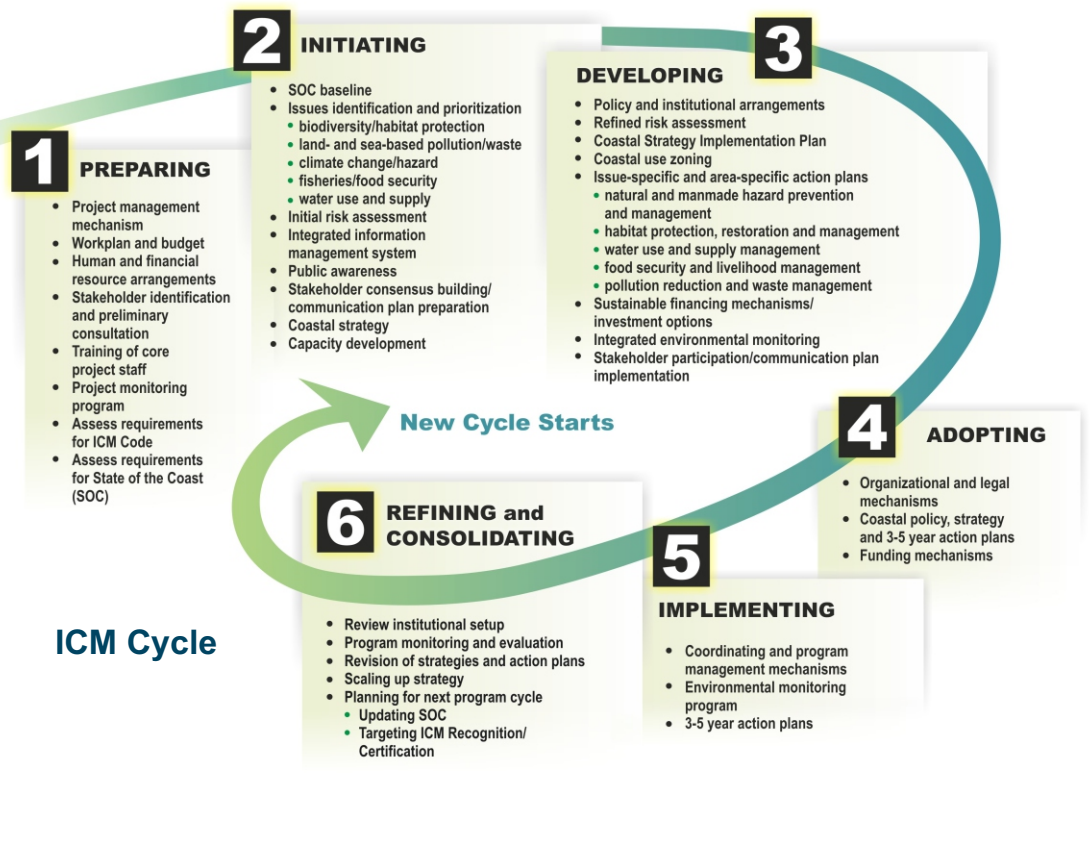 1
PREPARING
• Project management
mechanism
• Workplan and budget
• Human and financial
resource arrangements
• Stakeholder identification
and preliminary
consultation
• Training of core
project staff
• Project monitoring
program
• Assess requirements
for ICM Code
• Assess requirements
for State of the Coast
(SOC)
2
INITIATING
• SOC baseline
• Issues identification and prioritization
• biodiversity/habitat protection
• land- and sea-based pollution/waste
• climate change/hazard
• fisheries/food security
• water use and supply
• Initial risk assessment
• Integrated information
management system
• Public awareness
• Stakeholder consensus building/
communication plan preparation
• Coastal strategy
• Capacity development
3
DEVELOPING
• Policy and institutional arrangements
• Refined risk assessment
• Coastal Strategy Implementation Plan
• Coastal use zoning
• Issue-specific and area-specific action plans
• natural and manmade hazard prevention
and management
• habitat protection, restoration and management
• water use and supply management
• food security and livelihood management
• pollution reduction and waste management
• Sustainable financing mechanisms/
investment options
• Integrated environmental monitoring
• Stakeholder participation/communication plan
implementation
4
ADOPTING
• Organizational and legal
mechanisms
• Coastal policy, strategy
and 3-5 year action plans
• Funding mechanisms
5
IMPLEMENTING
• Coordinating and program
management mechanisms
• Environmental monitoring
program
• 3-5 year action plans
6
REFINING and
CONSOLIDATING
• Review institutional setup
• Program monitoring and evaluation
• Revision of strategies and action plans
• Scaling up strategy
• Planning for next program cycle
• Updating SOC
• Targeting ICM Recognition/
Certification
New Cycle Starts
ICM Cycle